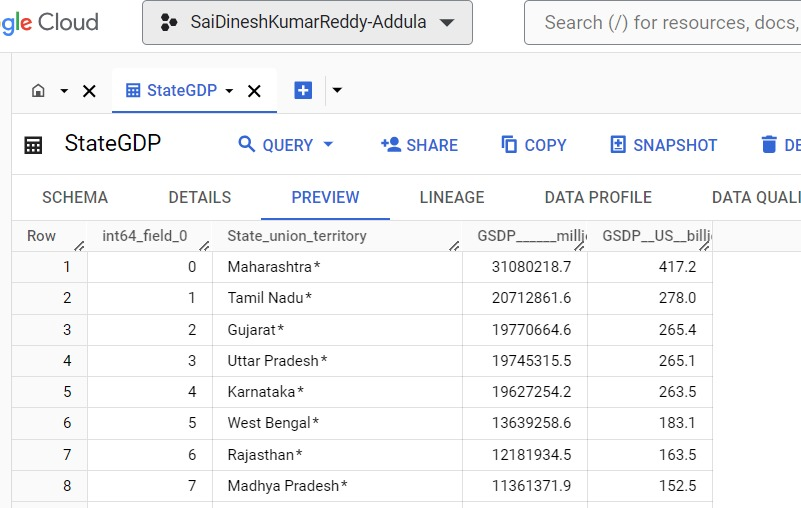 gle Cloud SaiDineshKumarReddy-Addula Search (/) for resources, docs,
StateGDP
StateGDP QUERY SHARE COPY SNAPSHOT DE
SCHEMA DETAILS PREVIEW LINEAGE DATA PROFILE DATA QUALI
Row int64_field_0 State_union_territory GSDP______millio GSDP__US__billio
1 0 Maharashtra* 31080218.7 417.2
2 1 Tamil Nadu* 20712861.6 278.0
3 2 Gujarat* 19770664.6 265.4
4 3 Uttar Pradesh* 19745315.5 265.1
5 4 Karnataka* 19627254.2 263.5
6 5 West Bengal* 13639258.6 183.1
7 6 Rajasthan* 12181934.5 163.5
8 7 Madhya Pradesh* 11361371.9 152.5